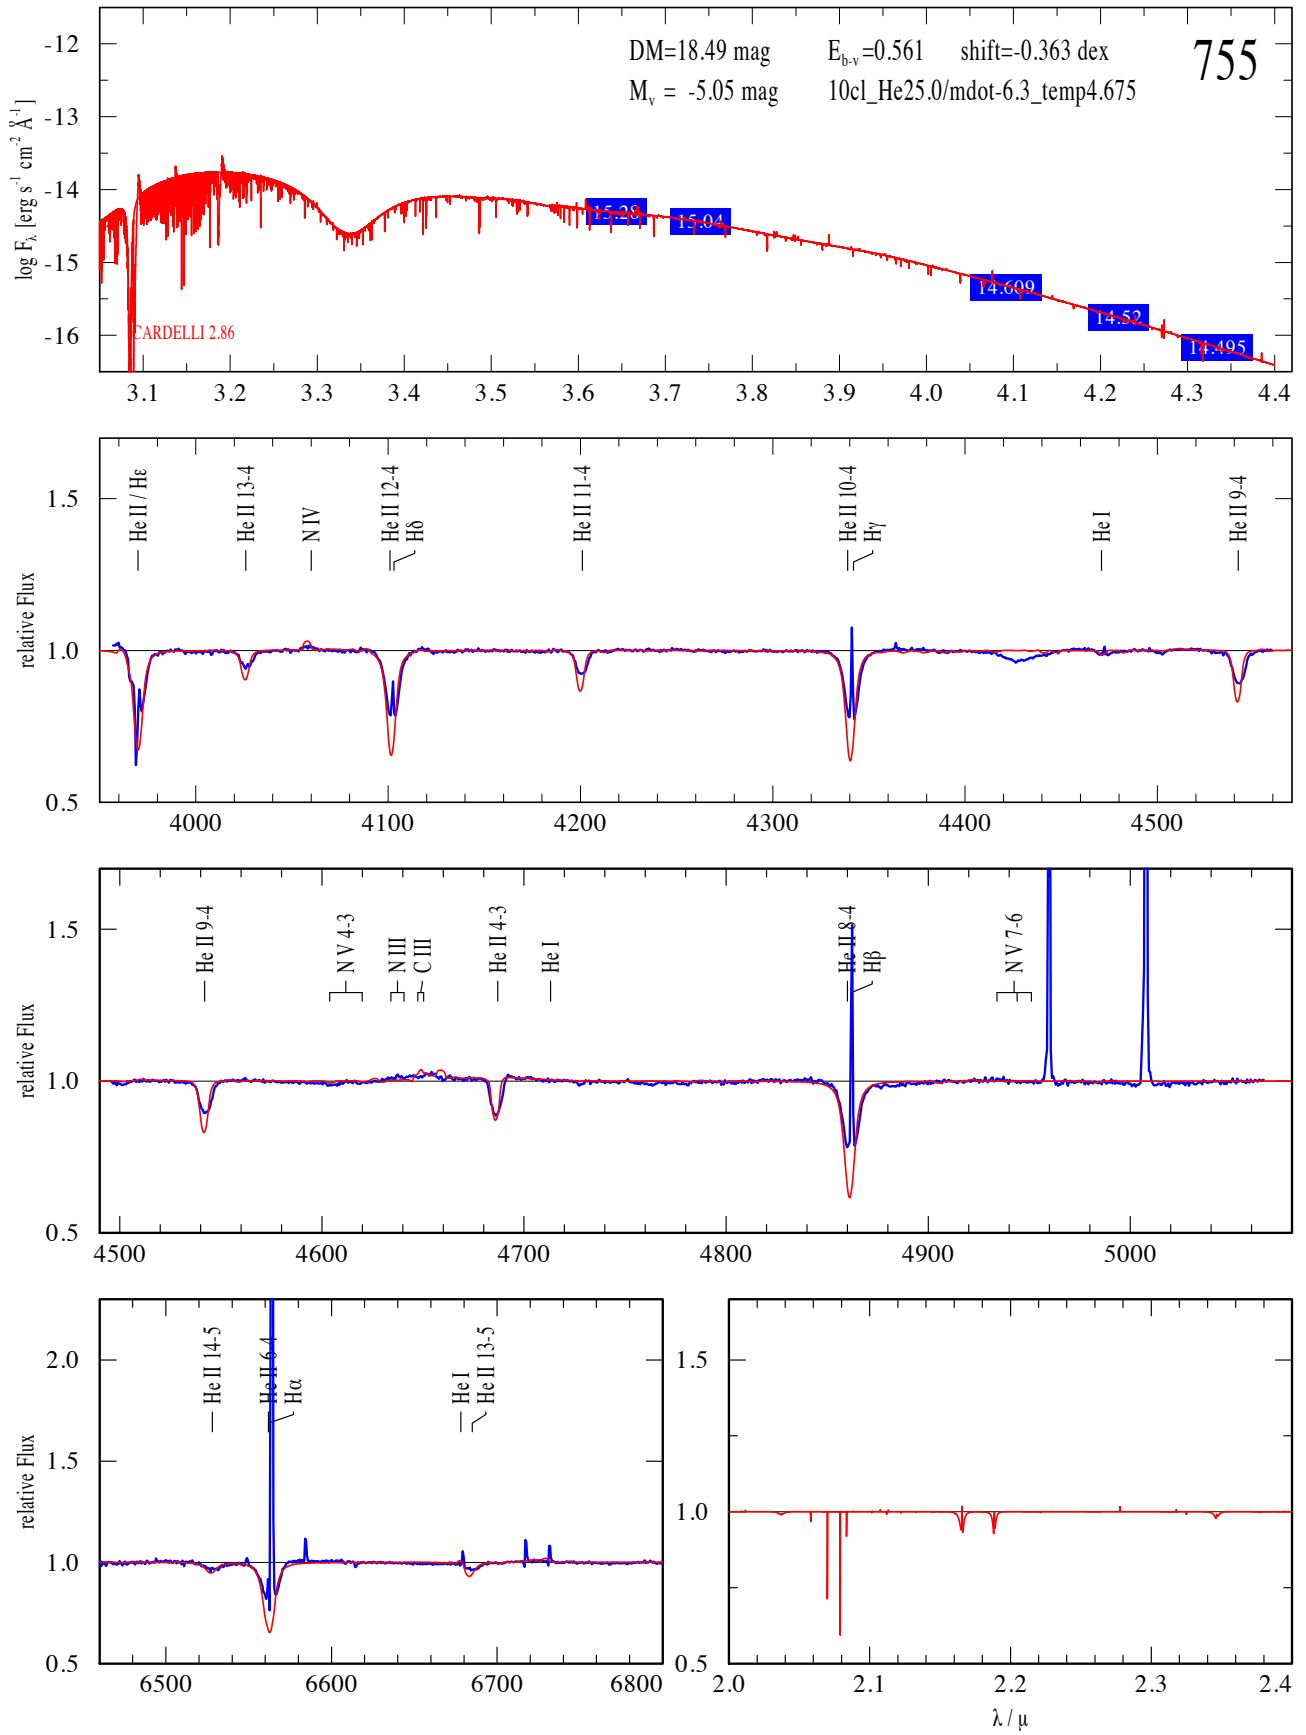 DM=18.49 mag E_b-v=0.561 shift=-0.363 dex 755
M_v = -5.05 mag 10cl_He25.0/mdot-6.3_temp4.675
log F_λ [erg s^-1 cm^-2 Å^-1]
-12
-13
-14
-15
-16
15.28 15.04 14.609 14.52 14.495
CARDELLI 2.86
3.1 3.2 3.3 3.4 3.5 3.6 3.7 3.8 3.9 4.0 4.1 4.2 4.3 4.4
relative Flux
1.5
1.0
0.5
He II / Hε
He II 13-4
N IV
He II 12-4
Hδ
He II 11-4
He II 10-4
Hγ
He I
He II 9-4
4000 4100 4200 4300 4400 4500
relative Flux
1.5
1.0
0.5
He II 9-4
N V 4-3
N III
C III
He II 4-3
He I
He II 8-4
Hβ
N V 7-6
4500 4600 4700 4800 4900 5000
relative Flux
2.0
1.5
1.0
0.5
He II 14-5
He II 6-4
Hα
He I
He II 13-5
6500 6600 6700 6800
1.5
1.0
0.5
2.0 2.1 2.2 2.3 2.4
λ / μ